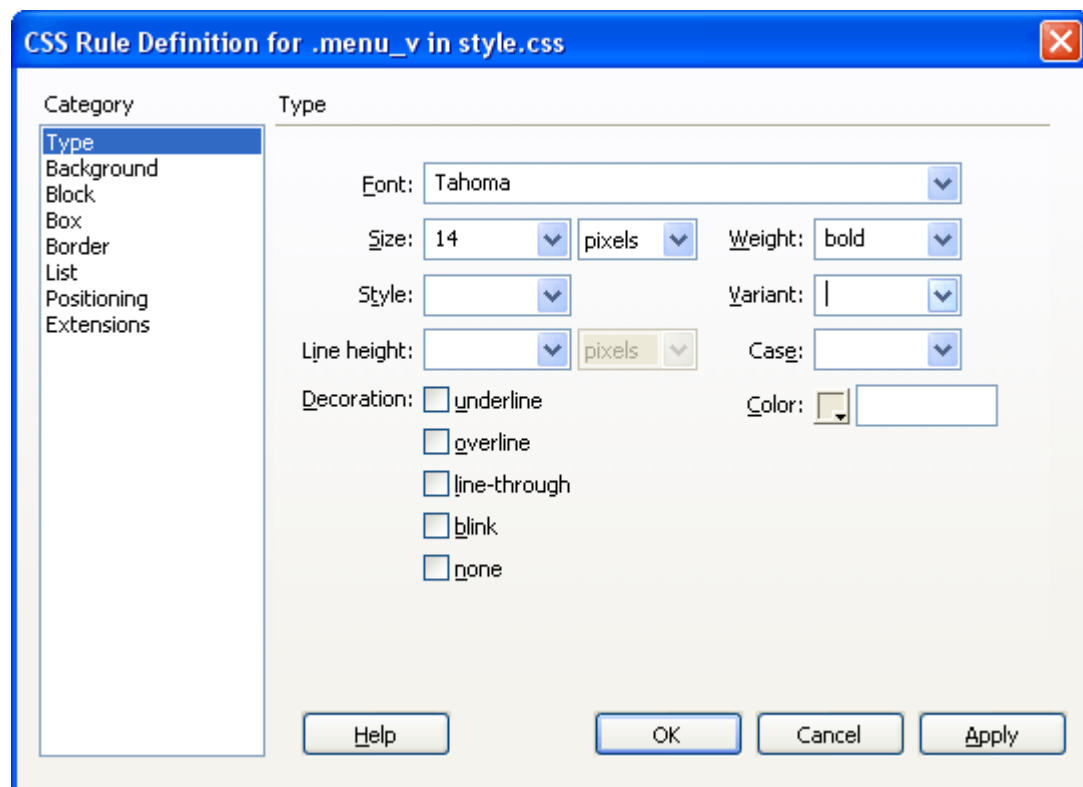 CSS Rule Definition for .menu_v in style.css
Category
Type
Background
Block
Box
Border
List
Positioning
Extensions
Type
Font: Tahoma
Size: 14 pixels Weight: bold
Style: Variant:
Line height: pixels Case:
Decoration: underline Color:
overline
line-through
blink
none
Help OK Cancel Apply